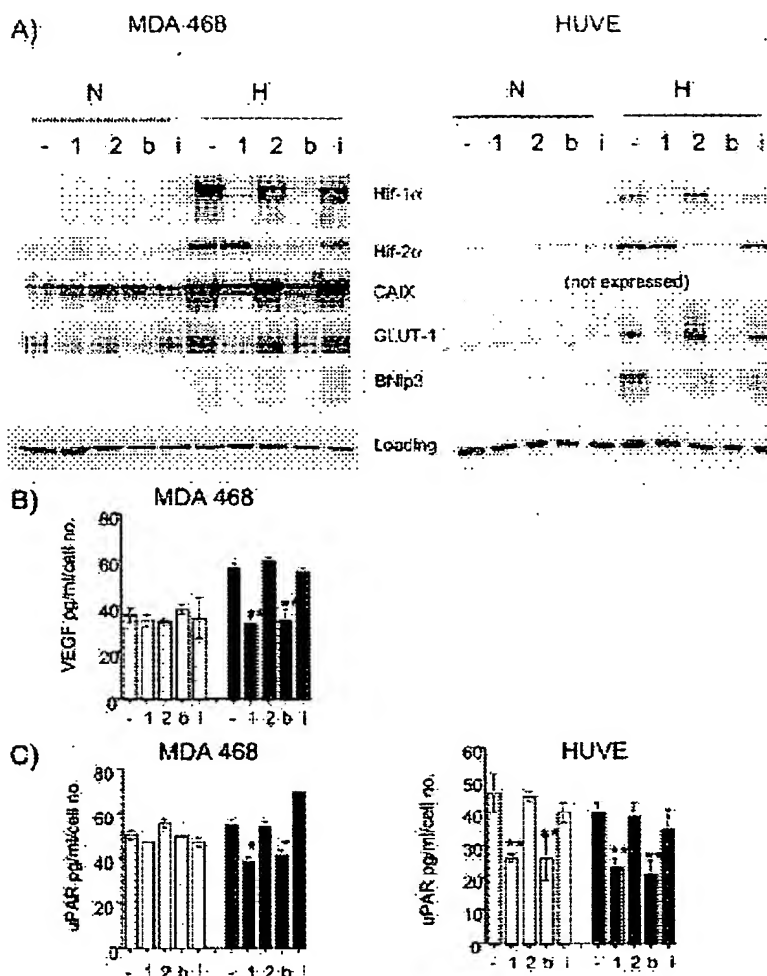 A) MDA 468 HUVE
N H N H
- 1 2 b i - 1 2 b i - 1 2 b i - 1 2 b i
Hif-1α
Hif-2α
CAIX (not expressed)
GLUT-1
BNip3
Loading
B) MDA 468
VEGF pg/ml/cell no.
80
60
40
20
0
** **
- 1 2 b i - 1 2 b i
C) MDA 468 HUVE
uPAR pg/ml/cell no.
80
60
40
20
0
* *
- 1 2 b i - 1 2 b i
uPAR pg/ml/cell no.
60
50
40
30
20
10
0
** ** ** **
- 1 2 b i - 1 2 b i